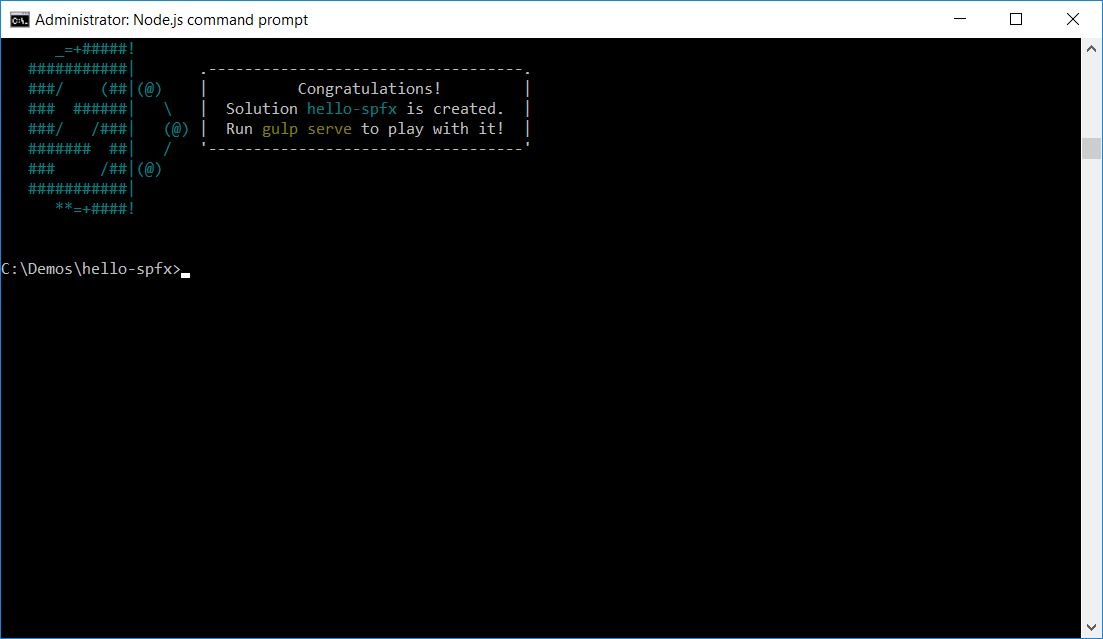 Administrator: Node.js command prompt
      _=+#####!
   ###########|       .-----------------------------------.
   ###/    (##|(@)    |          Congratulations!         |
   ###  ######|   \   |  Solution hello-spfx is created.  |
   ###/   /###|   (@) |  Run gulp serve to play with it!  |
   #######  ##|   /   '-----------------------------------'
   ###     /##|(@)
   ###########|
      **=+####!
C:\Demos\hello-spfx>